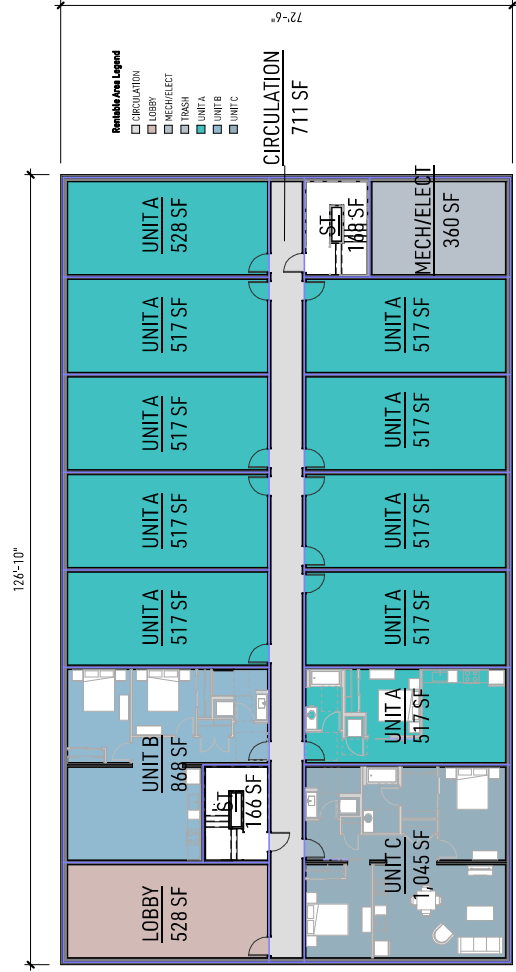 72'-6"
Rentable Area Legend
CIRCULATION
LOBBY
MECH/ELECT
TRASH
UNIT A
UNIT B
UNIT C
CIRCULATION
711 SF
126'-10"
UNIT A
528 SF
ST
168 SF
MECH/ELECT
360 SF
UNIT A
517 SF
UNIT A
517 SF
UNIT A
517 SF
UNIT A
517 SF
UNIT A
517 SF
UNIT A
517 SF
UNIT A
517 SF
UNIT A
517 SF
UNIT B
868 SF
UNIT A
517 SF
ST
166 SF
LOBBY
528 SF
UNIT C
1,045 SF